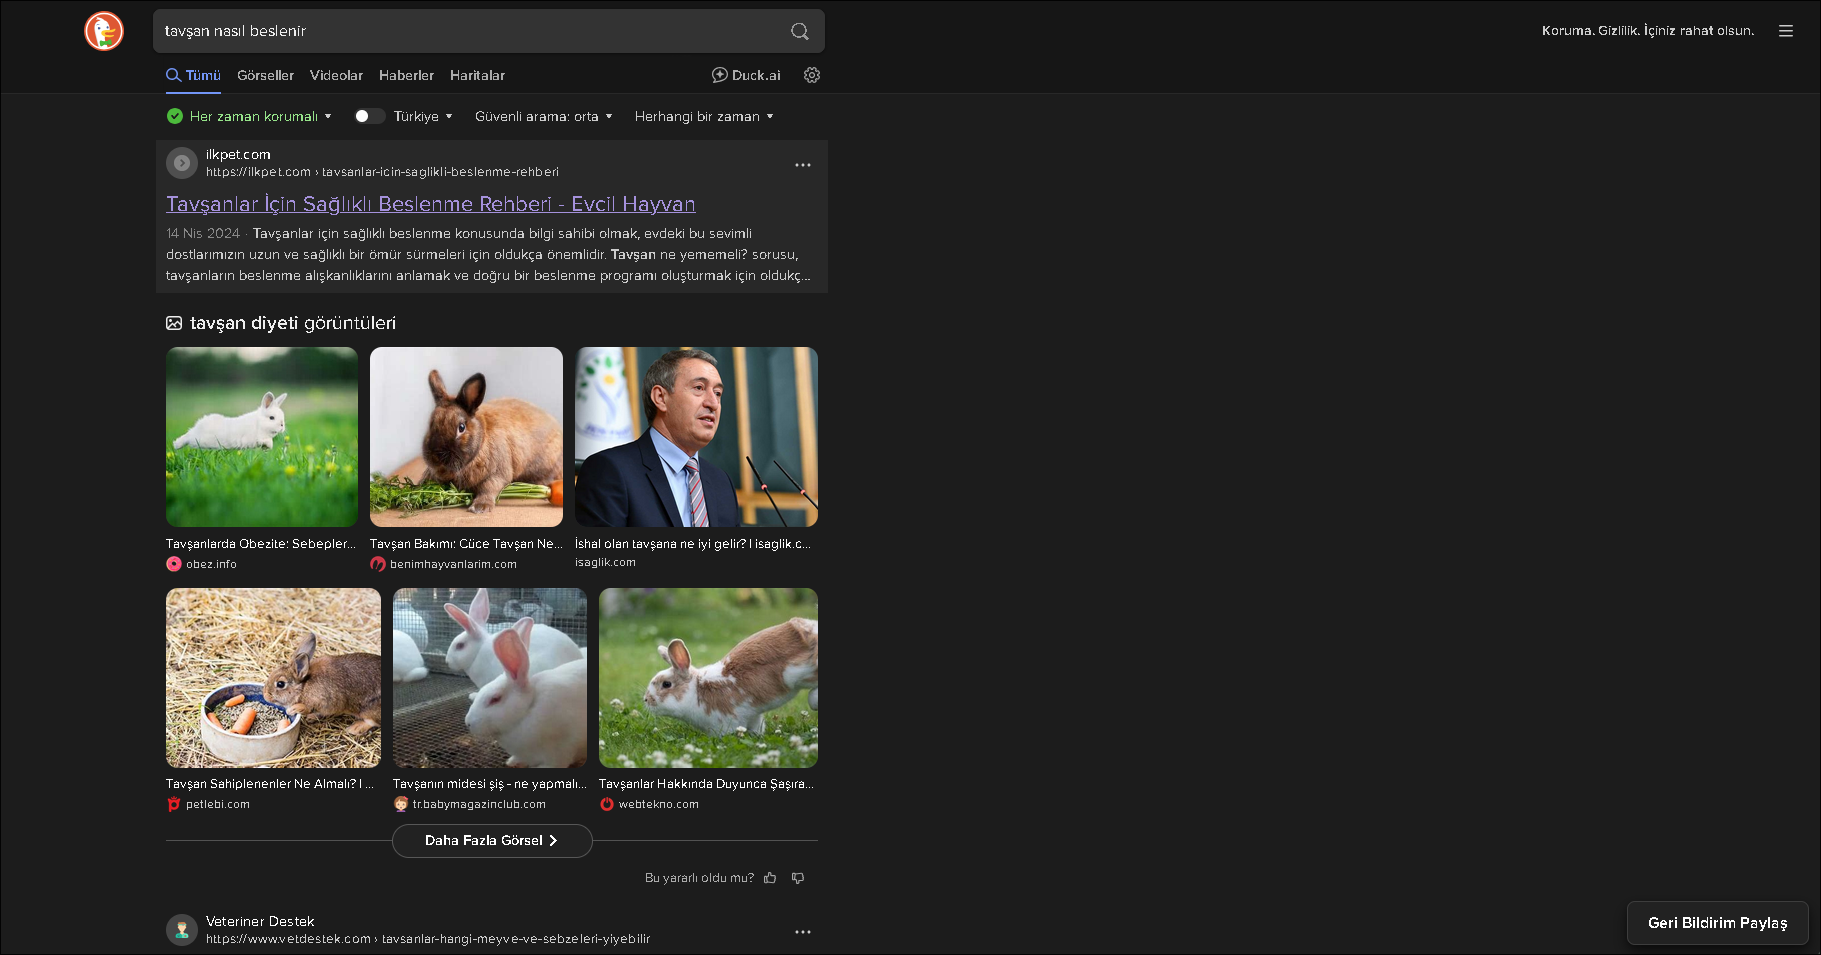 tavşan nasıl beslenir
Koruma. Gizlilik. İçiniz rahat olsun.
Tümü Görseller Videolar Haberler Haritalar Duck.ai
Her zaman korumalı Türkiye Güvenli arama: orta Herhangi bir zaman
ilkpet.com
https://ilkpet.com › tavsanlar-icin-saglikli-beslenme-rehberi
Tavşanlar İçin Sağlıklı Beslenme Rehberi - Evcil Hayvan
14 Nis 2024 · Tavşanlar için sağlıklı beslenme konusunda bilgi sahibi olmak, evdeki bu sevimli
dostlarımızın uzun ve sağlıklı bir ömür sürmeleri için oldukça önemlidir. Tavşan ne yememeli? sorusu,
tavşanların beslenme alışkanlıklarını anlamak ve doğru bir beslenme programı oluşturmak için oldukç...
tavşan diyeti görüntüleri
Tavşanlarda Obezite: Sebepler...
obez.info
Tavşan Bakımı: Cüce Tavşan Ne...
benimhayvanlarim.com
İshal olan tavşana ne iyi gelir? | isaglik.c...
isaglik.com
Tavşan Sahiplenenler Ne Almalı? | ...
petlebi.com
Tavşanın midesi şiş - ne yapmalı...
tr.babymagazinclub.com
Tavşanlar Hakkında Duyunca Şaşıra...
webtekno.com
Daha Fazla Görsel
Bu yararlı oldu mu?
Veteriner Destek
https://www.vetdestek.com › tavsanlar-hangi-meyve-ve-sebzeleri-yiyebilir
Geri Bildirim Paylaş